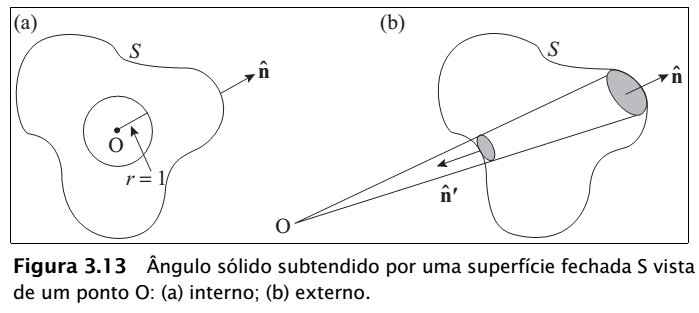 (a)
S
n̂
O
r = 1
(b)
S
n̂
n̂′
O
Figura 3.13 Ângulo sólido subtendido por uma superfície fechada S vista
de um ponto O: (a) interno; (b) externo.